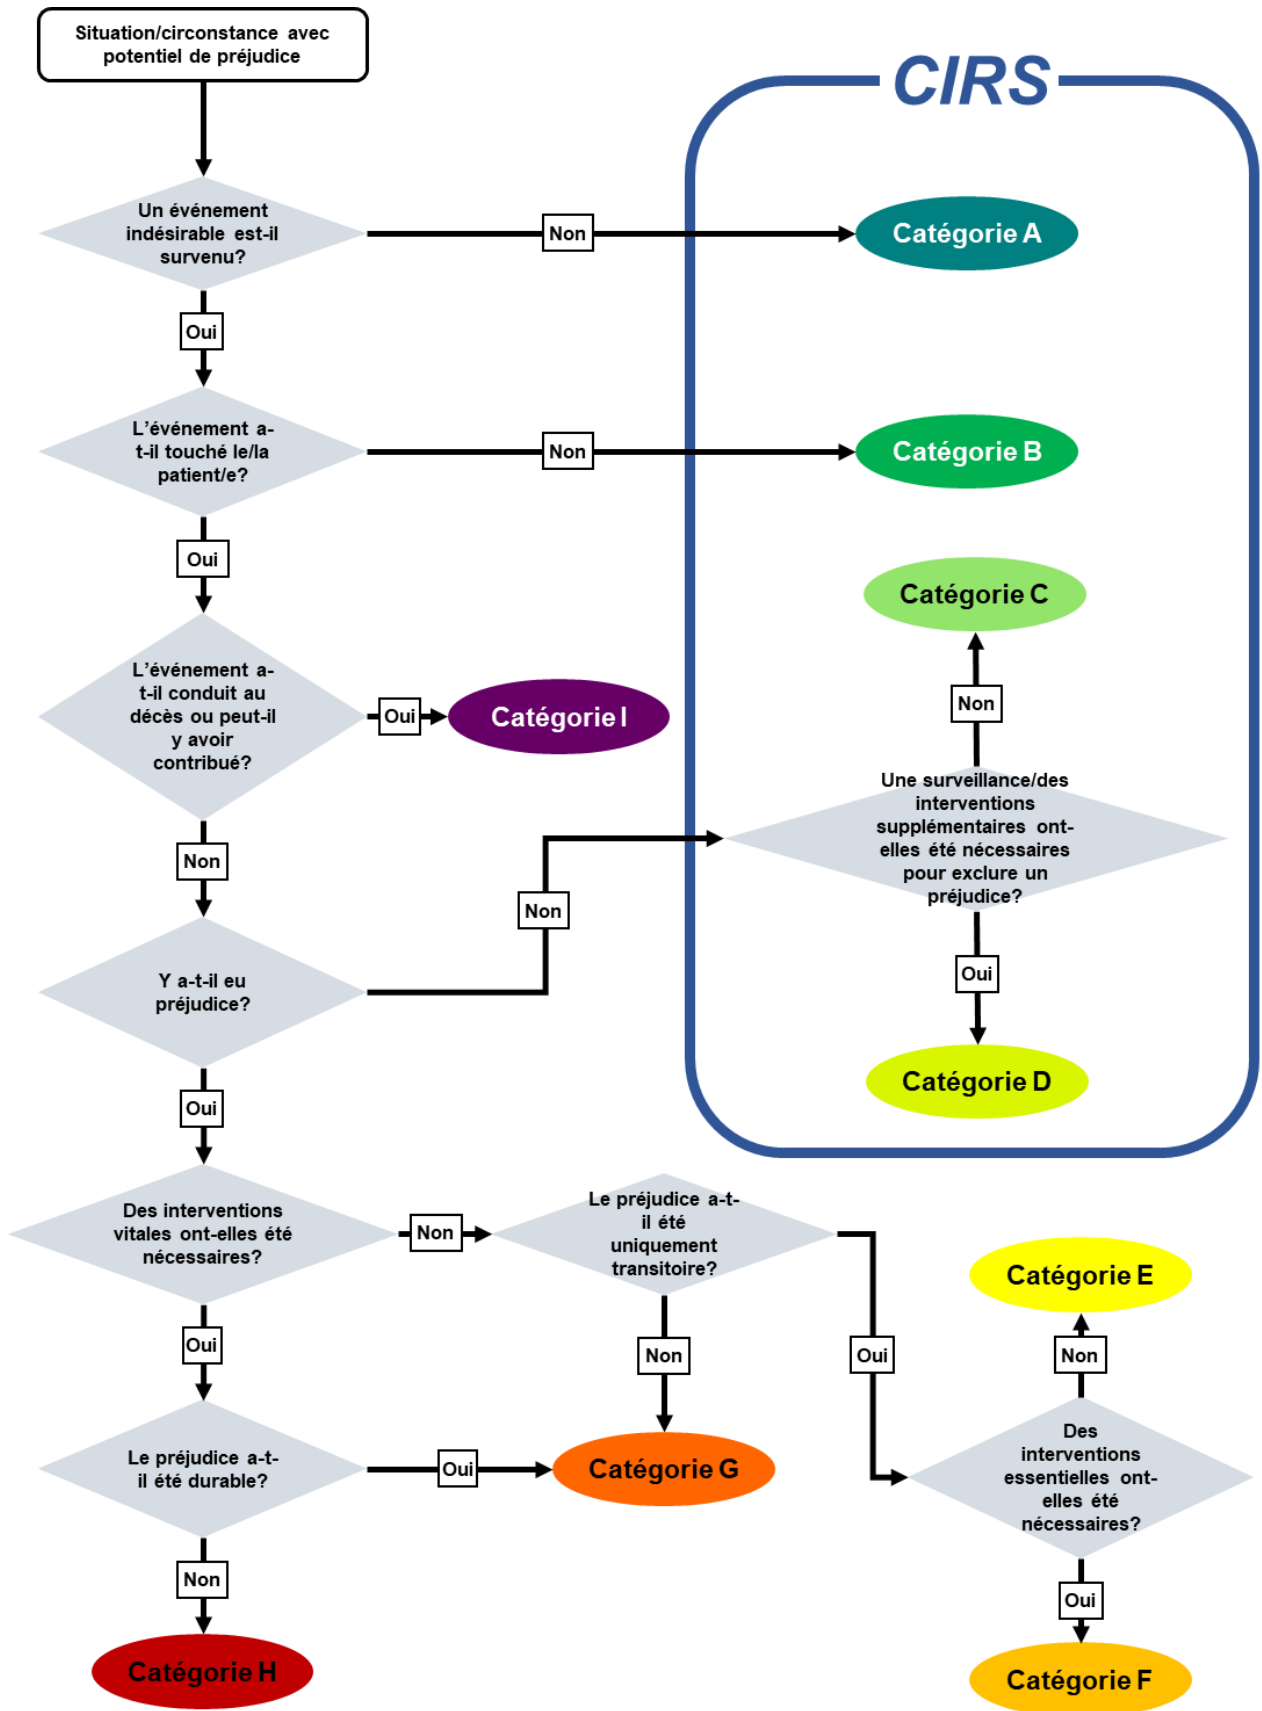 Situation/circonstance avec
potentiel de préjudice
CIRS
Un événement
indésirable est-il
survenu?
Non
Catégorie A
Oui
L’événement a-
t-il touché le/la
patient/e?
Non
Catégorie B
Oui
Catégorie C
Non
L’événement a-
t-il conduit au
décès ou peut-il
y avoir
contribué?
Oui
Catégorie I
Une surveillance/des
interventions
supplémentaires ont-
elles été nécessaires
pour exclure un
préjudice?
Non
Non
Y a-t-il eu
préjudice?
Oui
Catégorie D
Oui
Des interventions
vitales ont-elles été
nécessaires?
Non
Le préjudice a-t-
il été
uniquement
transitoire?
Catégorie E
Oui
Non
Oui
Non
Le préjudice a-t-
il été durable?
Oui
Catégorie G
Des
interventions
essentielles ont-
elles été
nécessaires?
Non
Oui
Catégorie H
Catégorie F